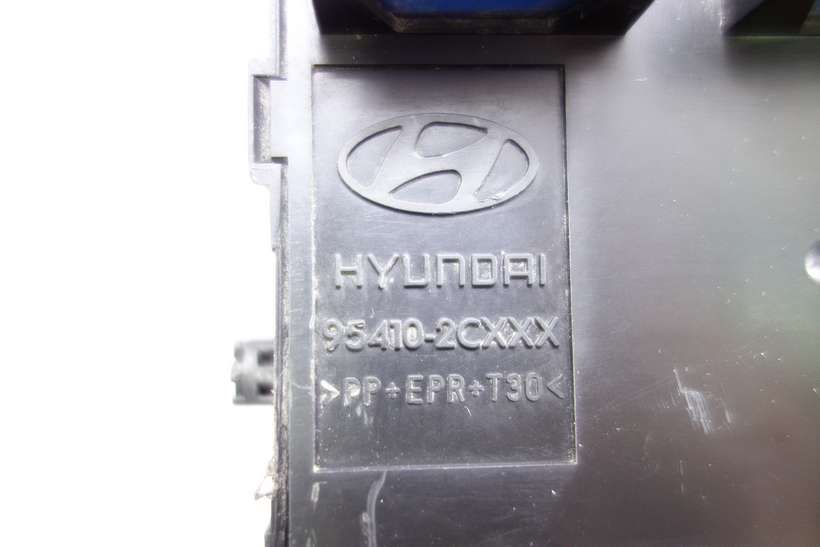 HYUNDAI
95410-2CXXX
>PP+EPR+T30<